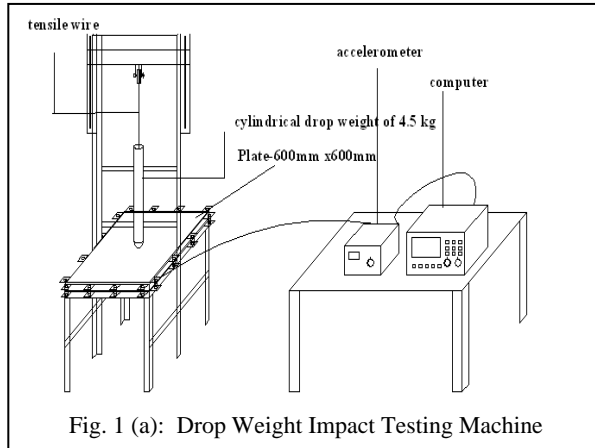 tensile wire
accelerometer
computer
cylindrical drop weight of 4.5 kg
Plate-600mm x600mm
Fig. 1 (a): Drop Weight Impact Testing Machine